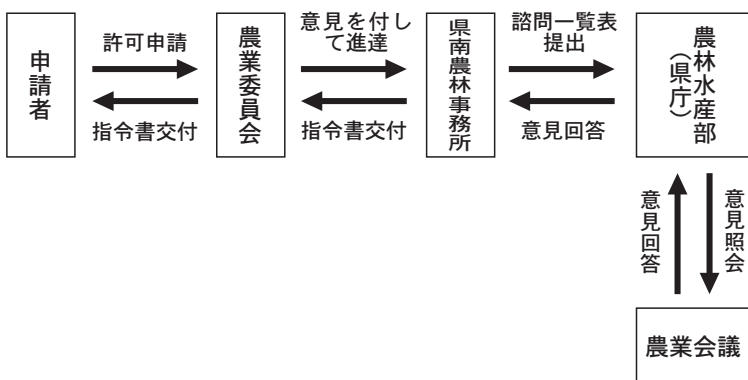 申請者
許可申請
指令書交付
農業委員会
意見を付し
て進達
指令書交付
県南農林事務所
諮問一覧表
提出
意見回答
農林水産部
（県庁）
意見回答
意見照会
農業会議